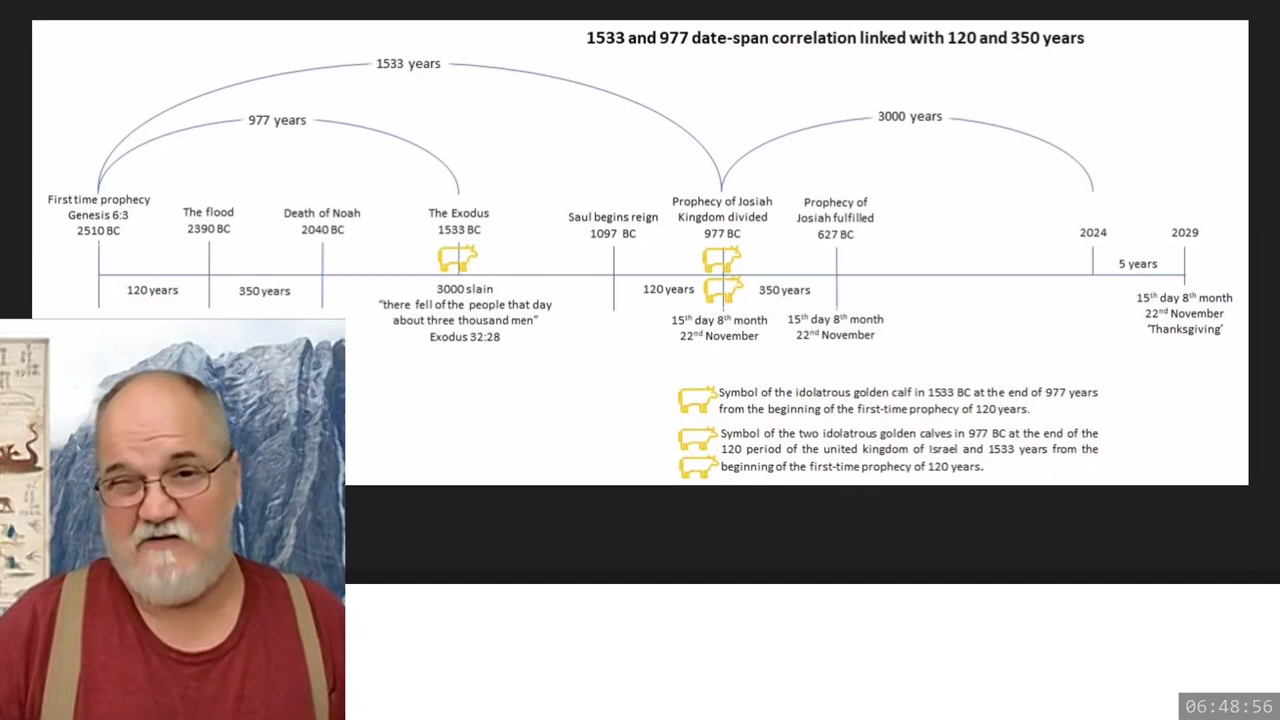 1533 and 977 date-span correlation linked with 120 and 350 years
1533 years
977 years
3000 years
First time prophecy
Genesis 6:3
2510 BC
The flood
2390 BC
Death of Noah
2040 BC
The Exodus
1533 BC
Saul begins reign
1097 BC
Prophecy of Josiah
Kingdom divided
977 BC
Prophecy of
Josiah fulfilled
627 BC
2024
2029
5 years
120 years
350 years
3000 slain
“there fell of the people that day
about three thousand men”
Exodus 32:28
120 years
350 years
15th day 8th month
22nd November
15th day 8th month
22nd November
15th day 8th month
22nd November
‘Thanksgiving’
Symbol of the idolatrous golden calf in 1533 BC at the end of 977 years
from the beginning of the first-time prophecy of 120 years.
Symbol of the two idolatrous golden calves in 977 BC at the end of the
120 period of the united kingdom of Israel and 1533 years from the
beginning of the first-time prophecy of 120 years.
06:48:56